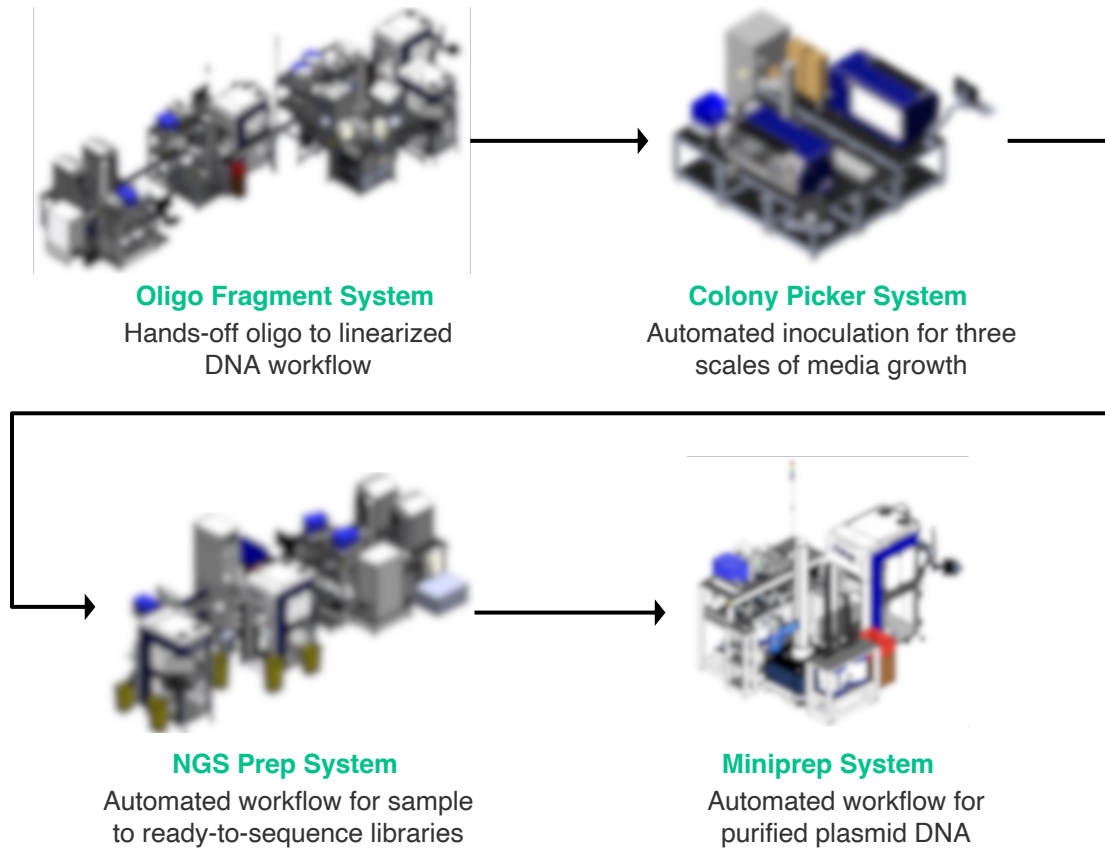 Oligo Fragment System
Hands-off oligo to linearized
DNA workflow
Colony Picker System
Automated inoculation for three
scales of media growth
NGS Prep System
Automated workflow for sample
to ready-to-sequence libraries
Miniprep System
Automated workflow for
purified plasmid DNA